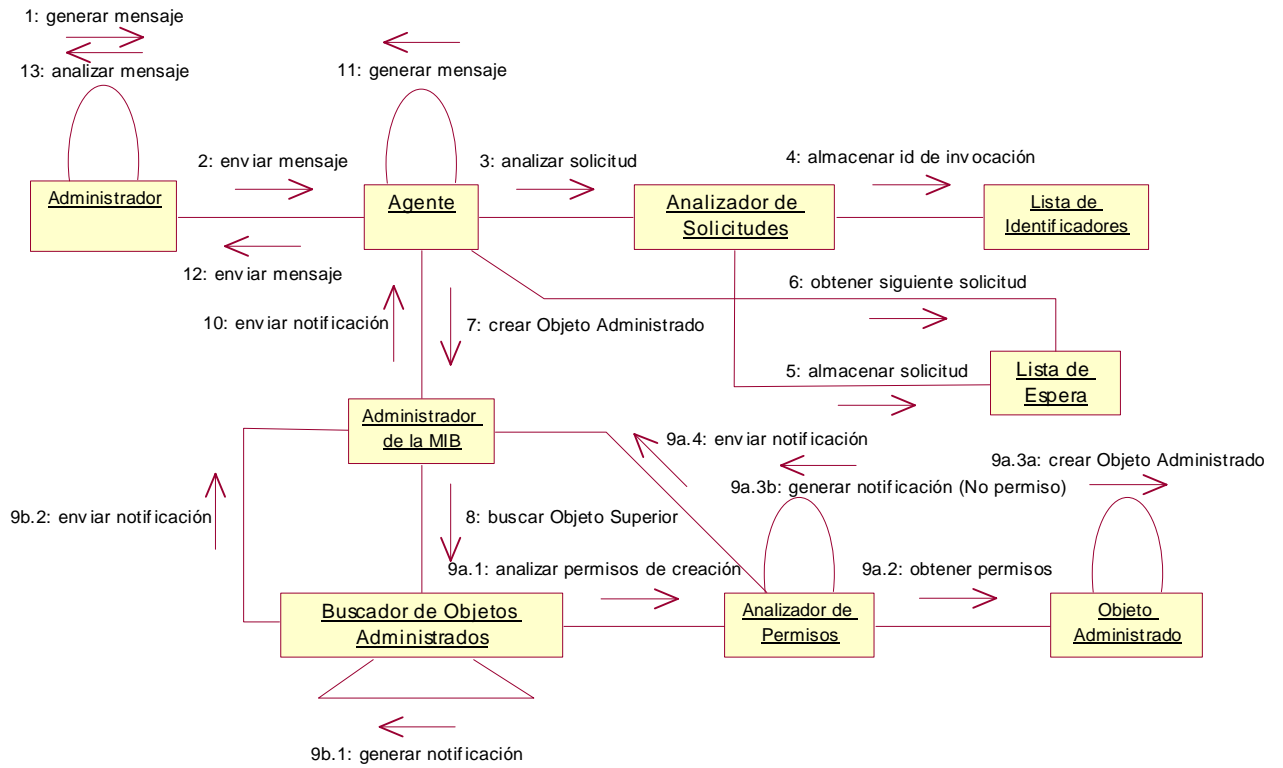 1: generar mensaje
13: analizar mensaje
11: generar mensaje
2: enviar mensaje
3: analizar solicitud
4: almacenar id de invocación
Administrador
Agente
Analizador de
Solicitudes
Lista de
Identificadores
12: enviar mensaje
6: obtener siguiente solicitud
10: enviar notificación
7: crear Objeto Administrado
5: almacenar solicitud
Lista de
Espera
Administrador
de la MIB
9a.4: enviar notificación
9a.3a: crear Objeto Administrado
9a.3b: generar notificación (No permiso)
9b.2: enviar notificación
8: buscar Objeto Superior
9a.1: analizar permisos de creación
9a.2: obtener permisos
Buscador de Objetos
Administrados
Analizador de
Permisos
Objeto
Administrado
9b.1: generar notificación